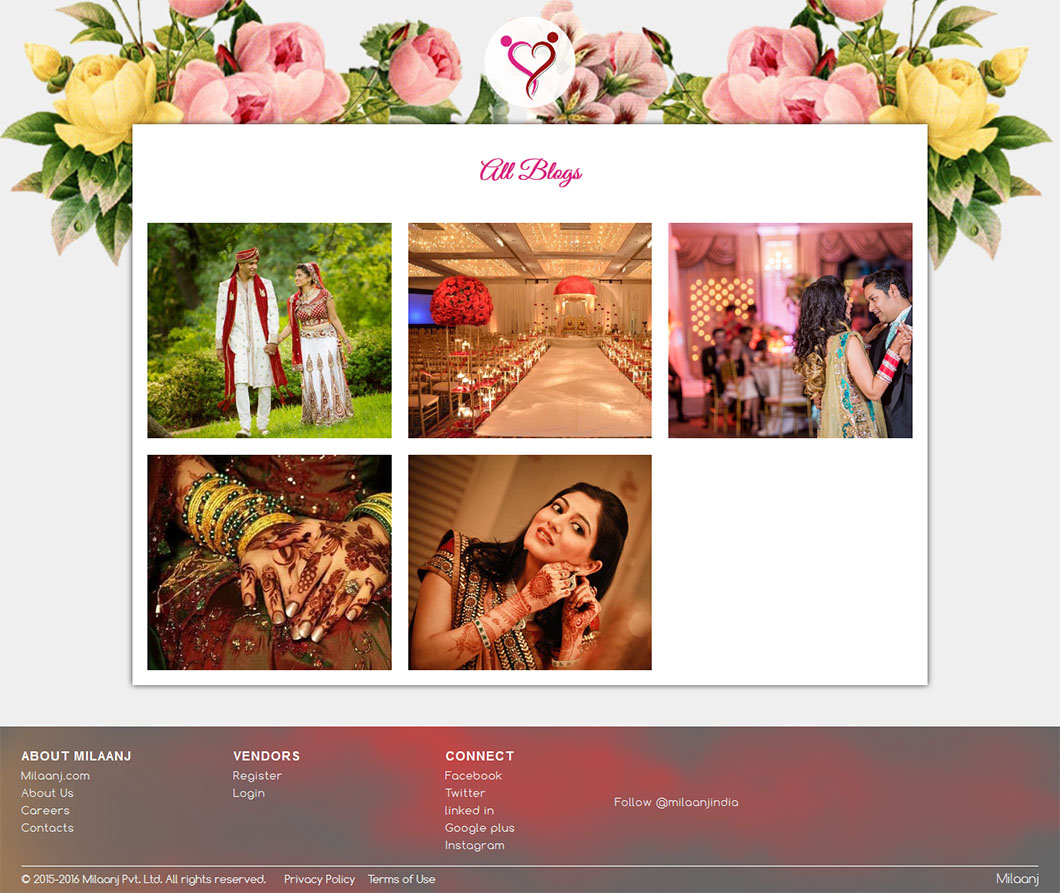 All Blogs
ABOUT MILAANJ
Milaanj.com
About Us
Careers
Contacts
VENDORS
Register
Login
CONNECT
Facebook
Twitter
linked in
Google plus
Instagram
Follow @milaanjindia
© 2015-2016 Milaanj Pvt. Ltd. All rights reserved. Privacy Policy Terms of Use Milaanj